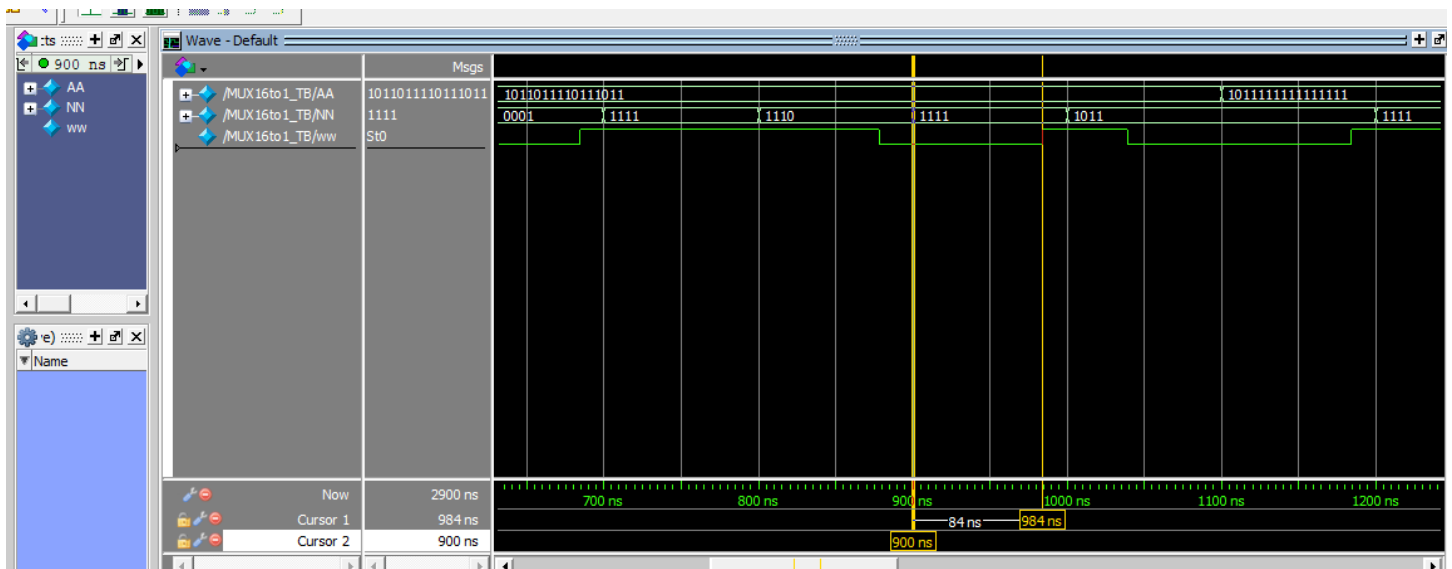 cts
Wave - Default
900 ns
Msgs
AA
NN
ww
/MUX16to1_TB/AA 1011011110111011 1011011110111011 1011111111111111
/MUX16to1_TB/NN 1111 0001 1111 1110 1111 1011 1111
/MUX16to1_TB/ww St0
've)
Name
Now 2900 ns 700 ns 800 ns 900 ns 1000 ns 1100 ns 1200 ns
Cursor 1 984 ns 84 ns 984 ns
Cursor 2 900 ns 900 ns